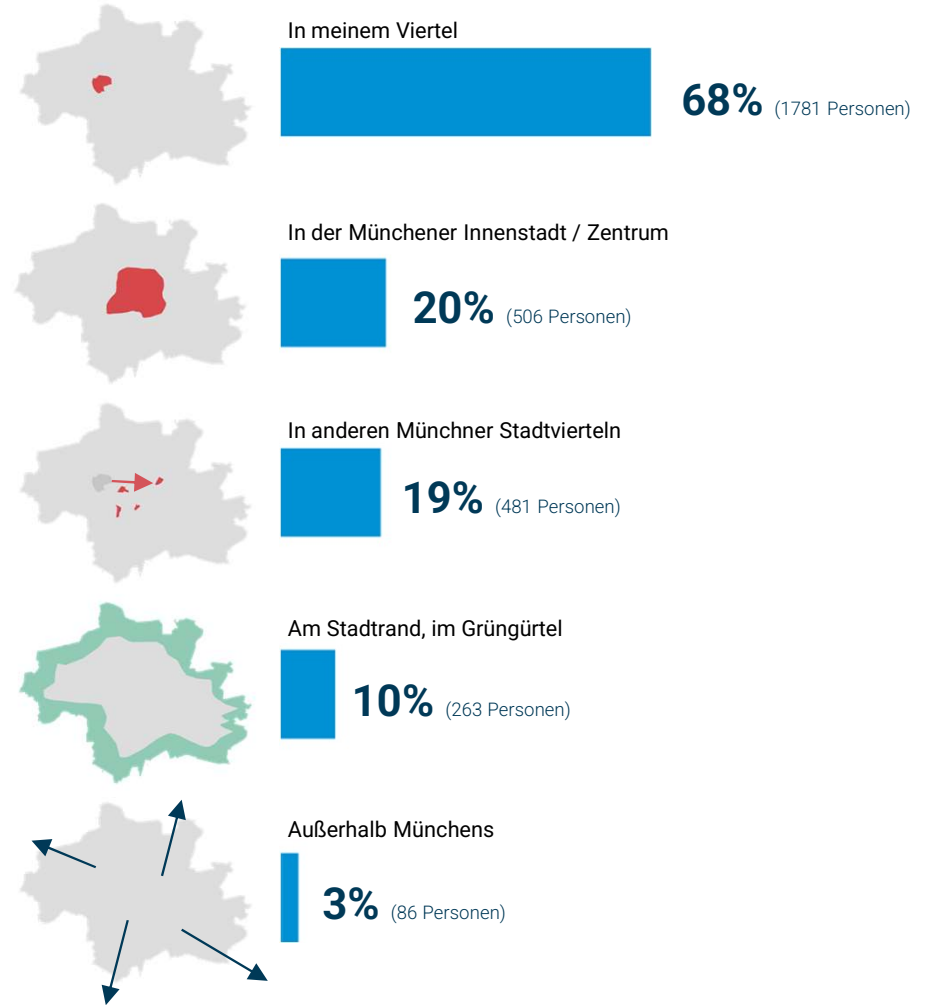 In meinem Viertel
68% (1781 Personen)
In der Münchener Innenstadt / Zentrum
20% (506 Personen)
In anderen Münchner Stadtvierteln
19% (481 Personen)
Am Stadtrand, im Grüngürtel
10% (263 Personen)
Außerhalb Münchens
3% (86 Personen)